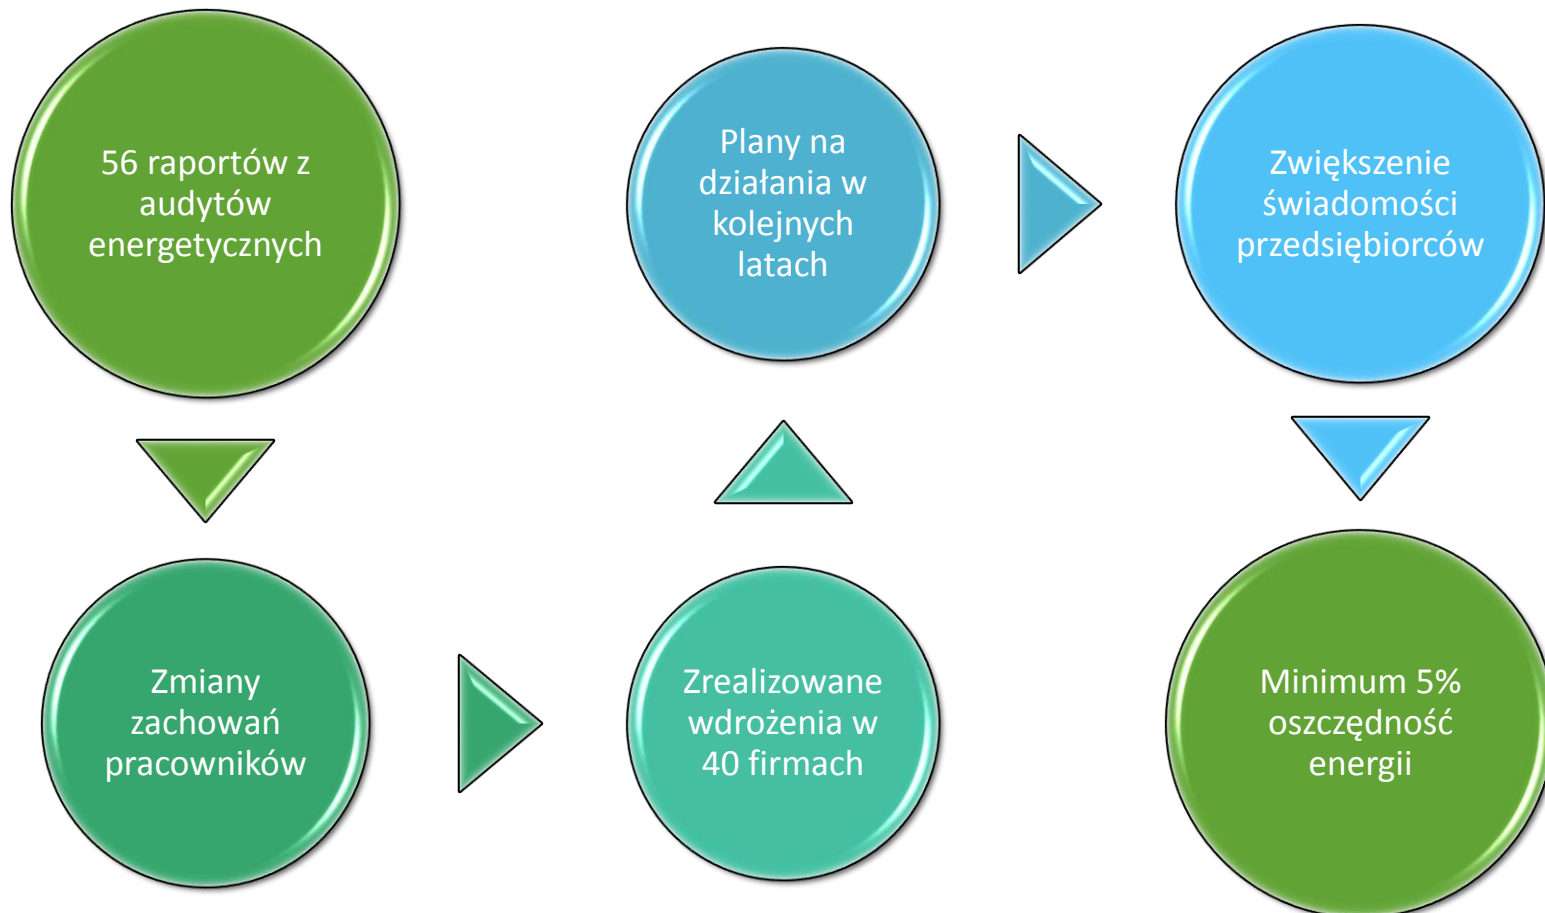 56 raportów z
audytów
energetycznych
Zmiany
zachowań
pracowników
Zrealizowane
wdrożenia w
40 firmach
Plany na
działania w
kolejnych
latach
Zwiększenie
świadomości
przedsiębiorców
Minimum 5%
oszczędność
energii